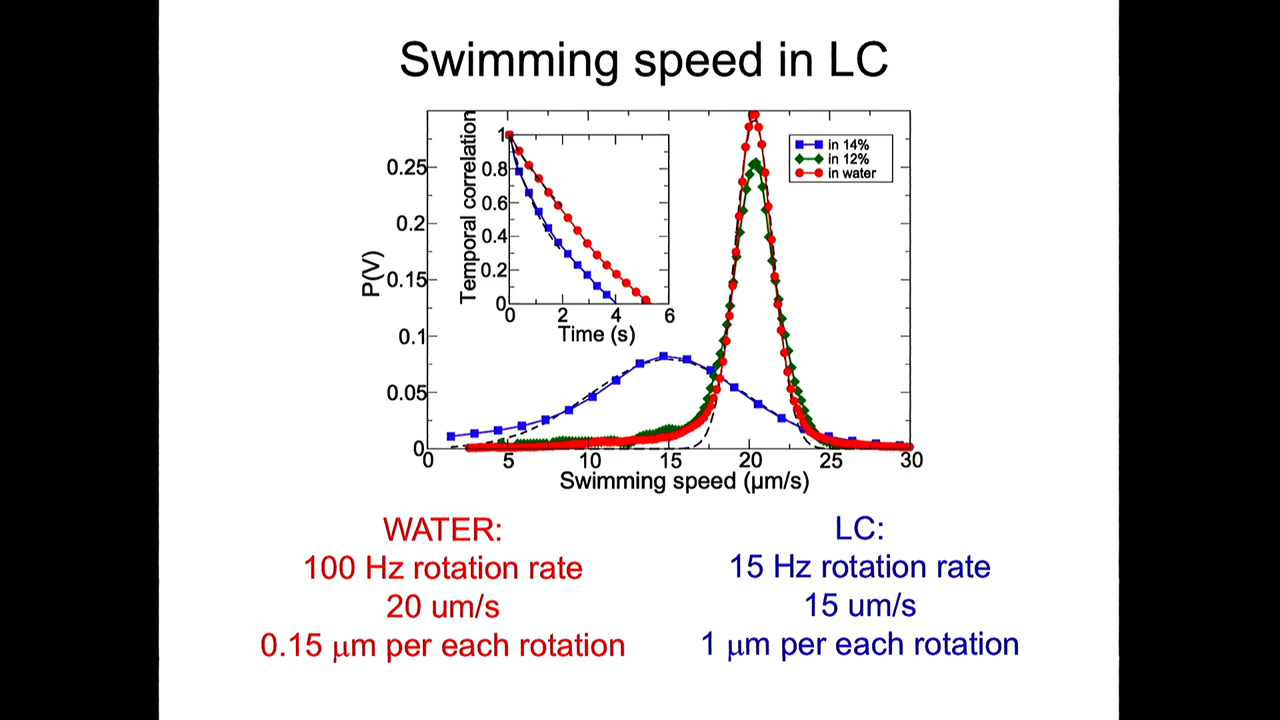 Swimming speed in LC
P(V)
0.25
0.2
0.15
0.1
0.05
0
0 5 10 15 20 25 30
Swimming speed (μm/s)
Temporal correlation
1
0.8
0.6
0.4
0.2
0
0 2 4 6
Time (s)
in 14%
in 12%
in water
WATER:
100 Hz rotation rate
20 um/s
0.15 μm per each rotation
LC:
15 Hz rotation rate
15 um/s
1 μm per each rotation